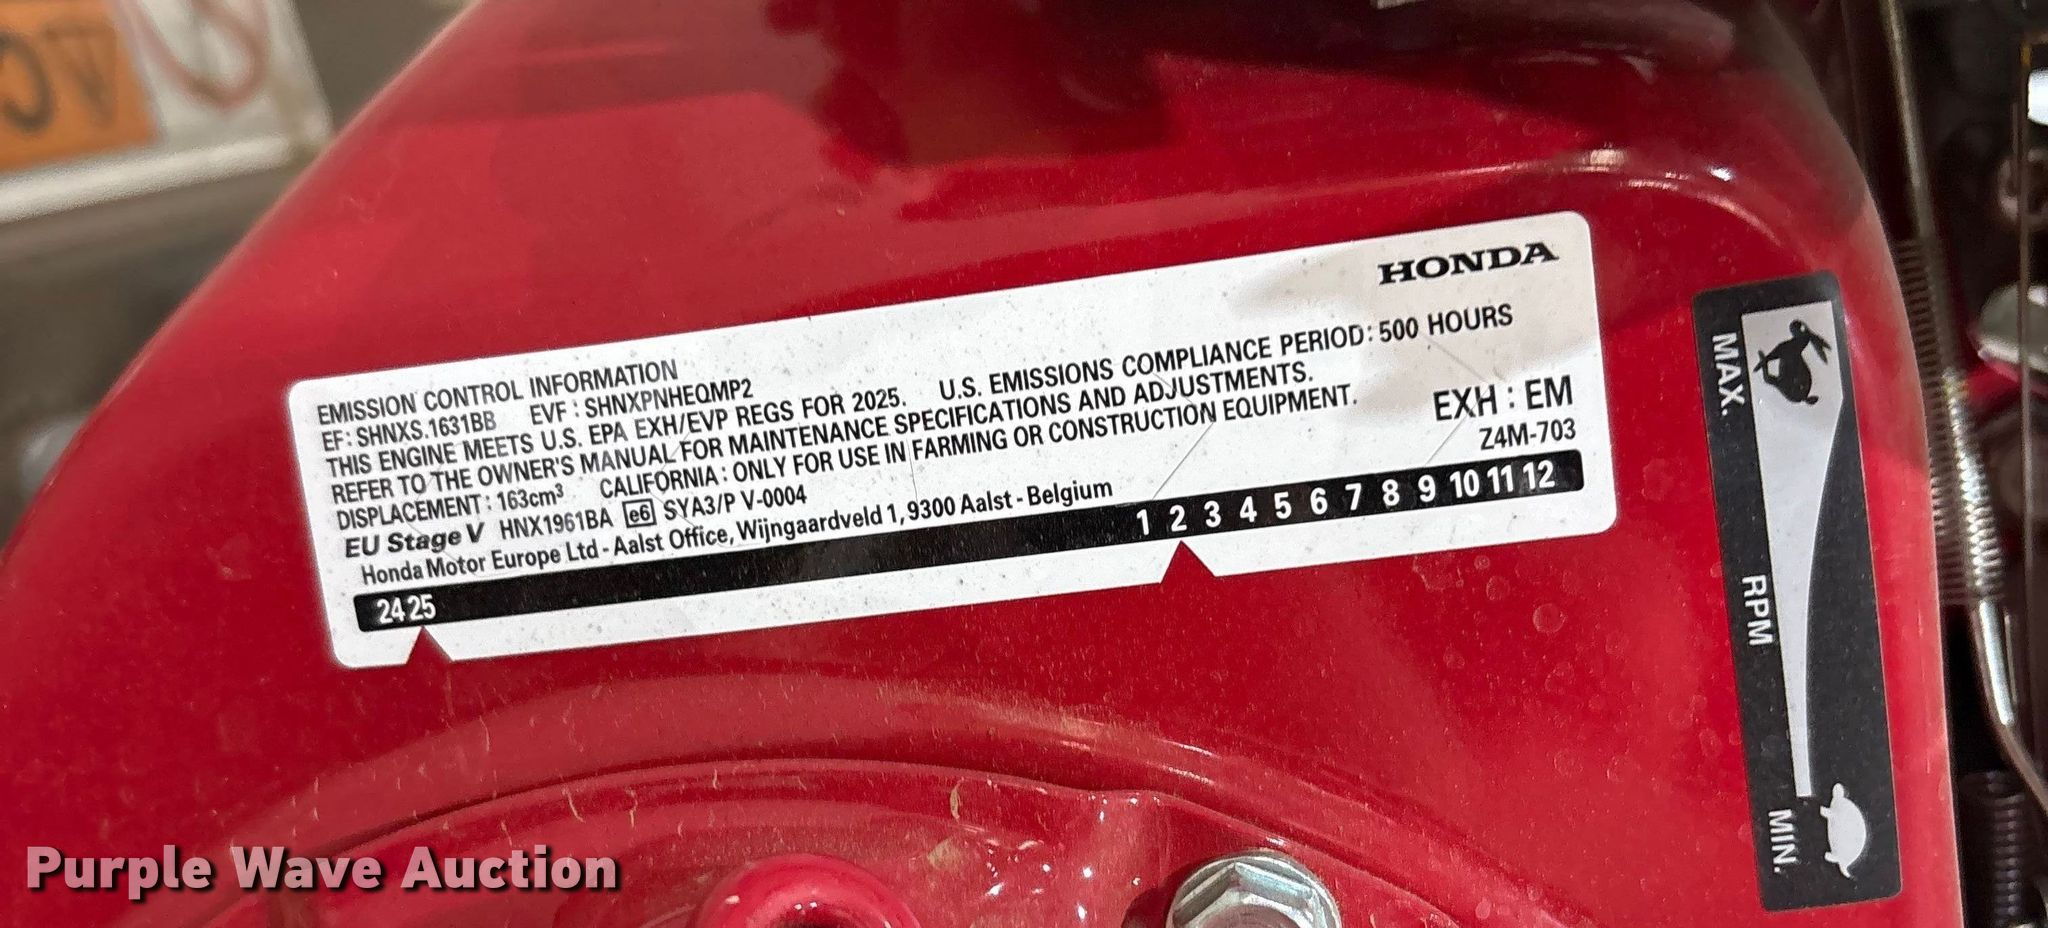 HONDA
EMISSION CONTROL INFORMATION
EF: SHNXS.1631BB EVF : SHNXPNHEQMP2
THIS ENGINE MEETS U.S. EPA EXH/EVP REGS FOR 2025. U.S. EMISSIONS COMPLIANCE PERIOD: 500 HOURS
REFER TO THE OWNER'S MANUAL FOR MAINTENANCE SPECIFICATIONS AND ADJUSTMENTS.
DISPLACEMENT : 163cm³ CALIFORNIA : ONLY FOR USE IN FARMING OR CONSTRUCTION EQUIPMENT.
EXH : EM
EU Stage V HNX1961BA e6 SYA3/P V-0004
Z4M-703
Honda Motor Europe Ltd - Aalst Office, Wijngaardveld 1, 9300 Aalst - Belgium
24 25 1 2 3 4 5 6 7 8 9 10 11 12
MAX.
RPM
MIN.
Purple Wave Auction